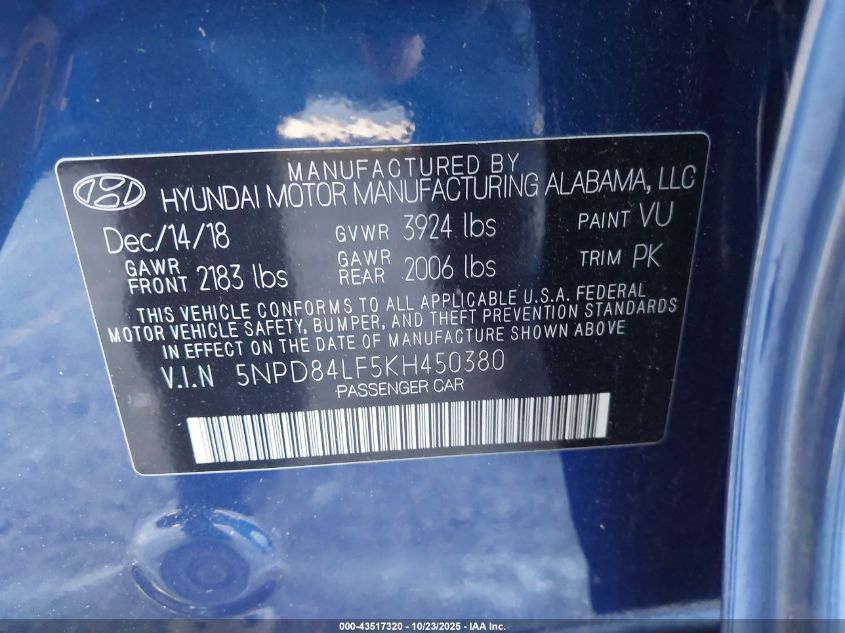 MANUFACTURED BY
HYUNDAI MOTOR MANUFACTURING ALABAMA, LLC
Dec/14/18 GVWR 3924 lbs PAINT VU
GAWR FRONT 2183 lbs GAWR REAR 2006 lbs TRIM PK
THIS VEHICLE CONFORMS TO ALL APPLICABLE U.S.A. FEDERAL
MOTOR VEHICLE SAFETY, BUMPER, AND THEFT PREVENTION STANDARDS
IN EFFECT ON THE DATE OF MANUFACTURE SHOWN ABOVE
V.I.N 5NPD84LF5KH450380
PASSENGER CAR
000-43517320 - 10/23/2025 - IAA Inc.